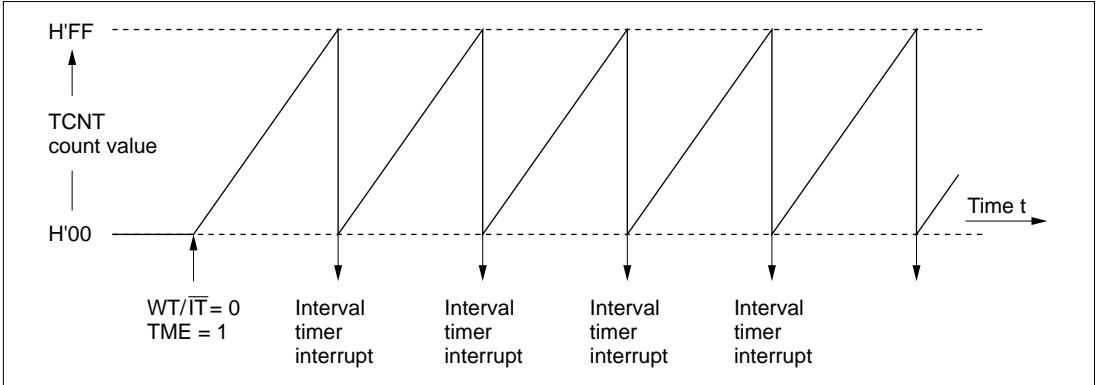 H'FF
TCNT
count value
H'00
Time t
WT/I̅T̅ = 0
TME = 1
Interval
timer
interrupt
Interval
timer
interrupt
Interval
timer
interrupt
Interval
timer
interrupt